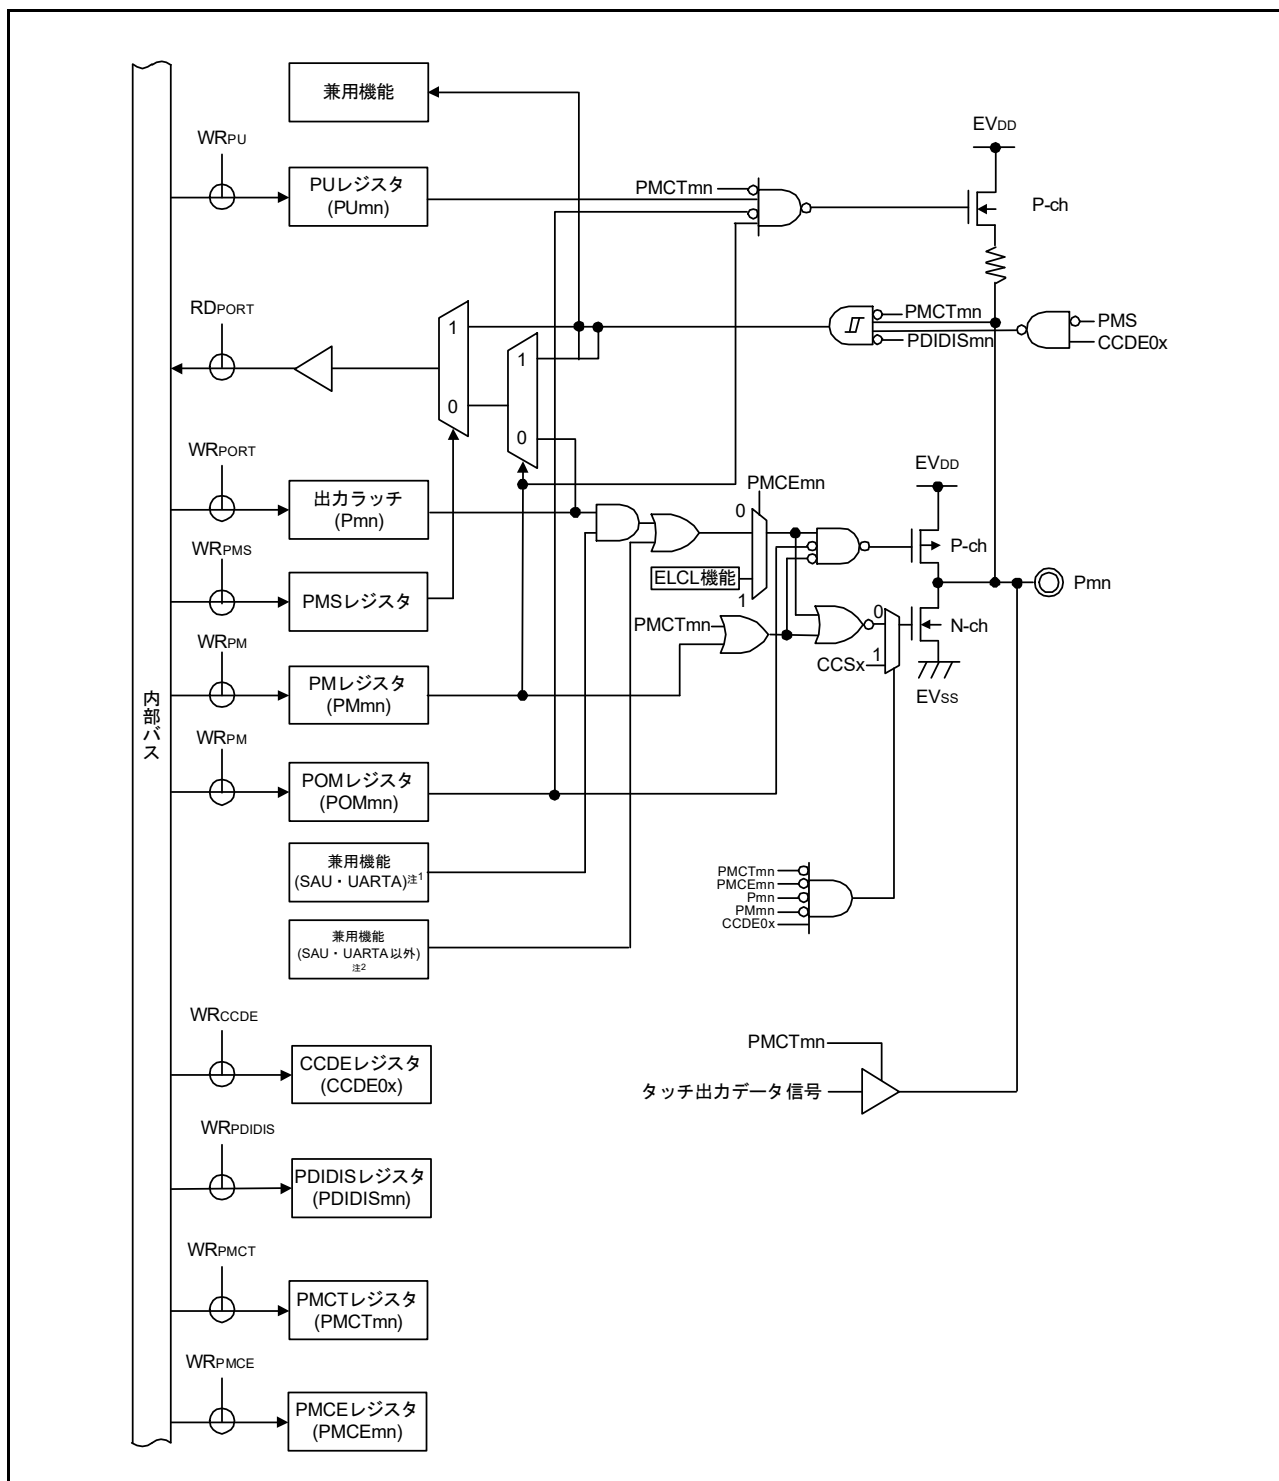 兼用機能
WRPU
PUレジスタ
(PUmn)
PMCTmn
EVDD
P-ch
RDPORT
1
0
1
0
PMCTmn
PDIDISmn
PMS
CCDE0x
WRPORT
出力ラッチ
(Pmn)
PMCEmn
0
1
ELCL機能
EVDD
P-ch
Pmn
WRPMS
PMSレジスタ
PMCTmn
0
1
CCSx
N-ch
EVSS
WRPM
PMレジスタ
(PMmn)
内部バス
WRPM
POMレジスタ
(POMmn)
兼用機能
(SAU・UARTA)注1
PMCTmn
PMCEmn
Pmn
PMmn
CCDE0x
兼用機能
(SAU・UARTA以外)
注2
WRCCDE
CCDEレジスタ
(CCDE0x)
PMCTmn
タッチ出力データ信号
WRPDIDIS
PDIDISレジスタ
(PDIDISmn)
WRPMCT
PMCTレジスタ
(PMCTmn)
WRPMCE
PMCEレジスタ
(PMCEmn)